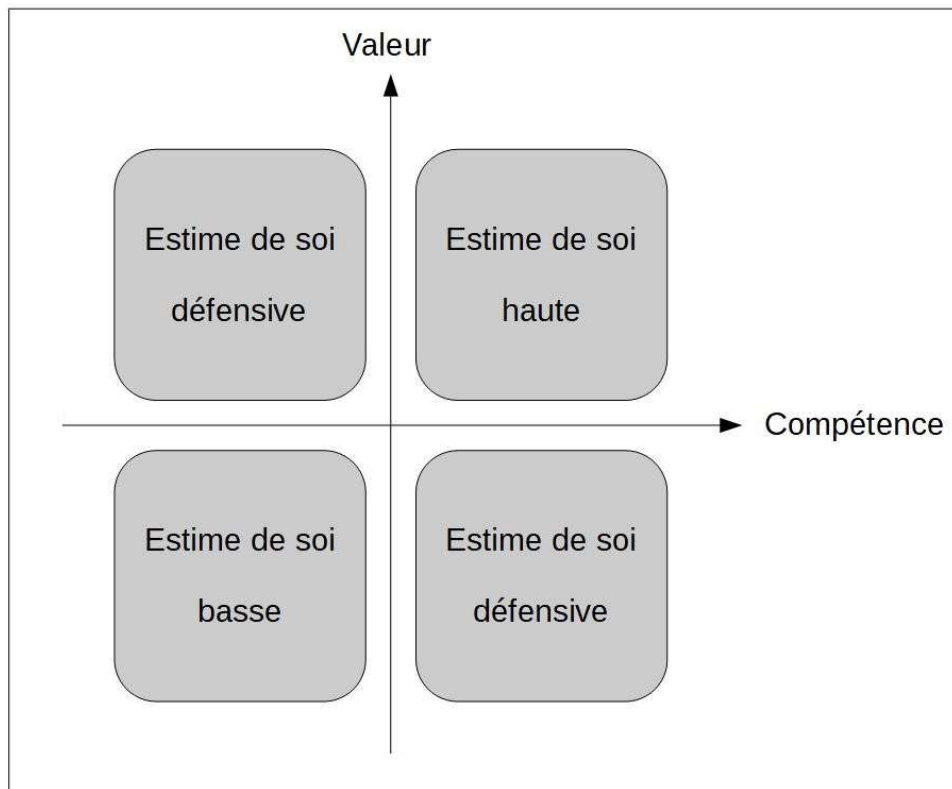 Valeur
Estime de soi
défensive
Estime de soi
haute
Compétence
Estime de soi
basse
Estime de soi
défensive